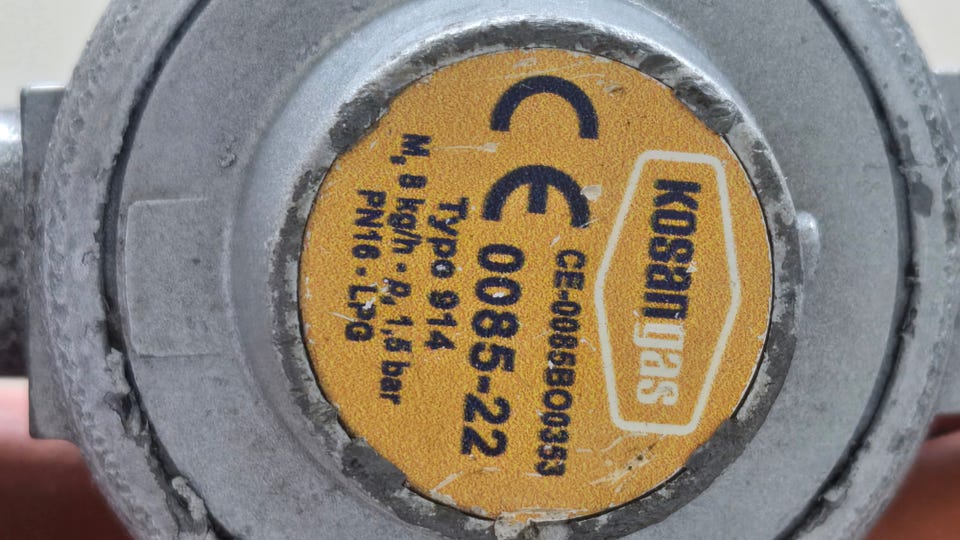 Kosangas
CE-0085BO0353
CE 0085-22
Type 914
8 kg/h - 1,5 bar
PN16 - LPG